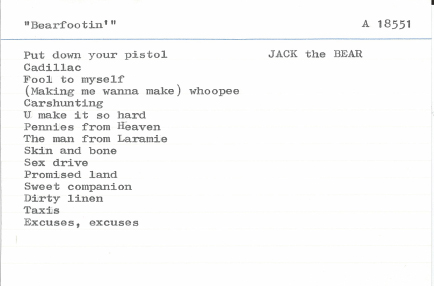 "Bearfootin'" A 18551
Put down your pistol JACK the BEAR
Cadillac
Fool to myself
(Making me wanna make) whoopee
Carshunting
U make it so hard
Pennies from Heaven
The man from Laramie
Skin and bone
Sex drive
Promised land
Sweet companion
Dirty linen
Taxis
Excuses, excuses